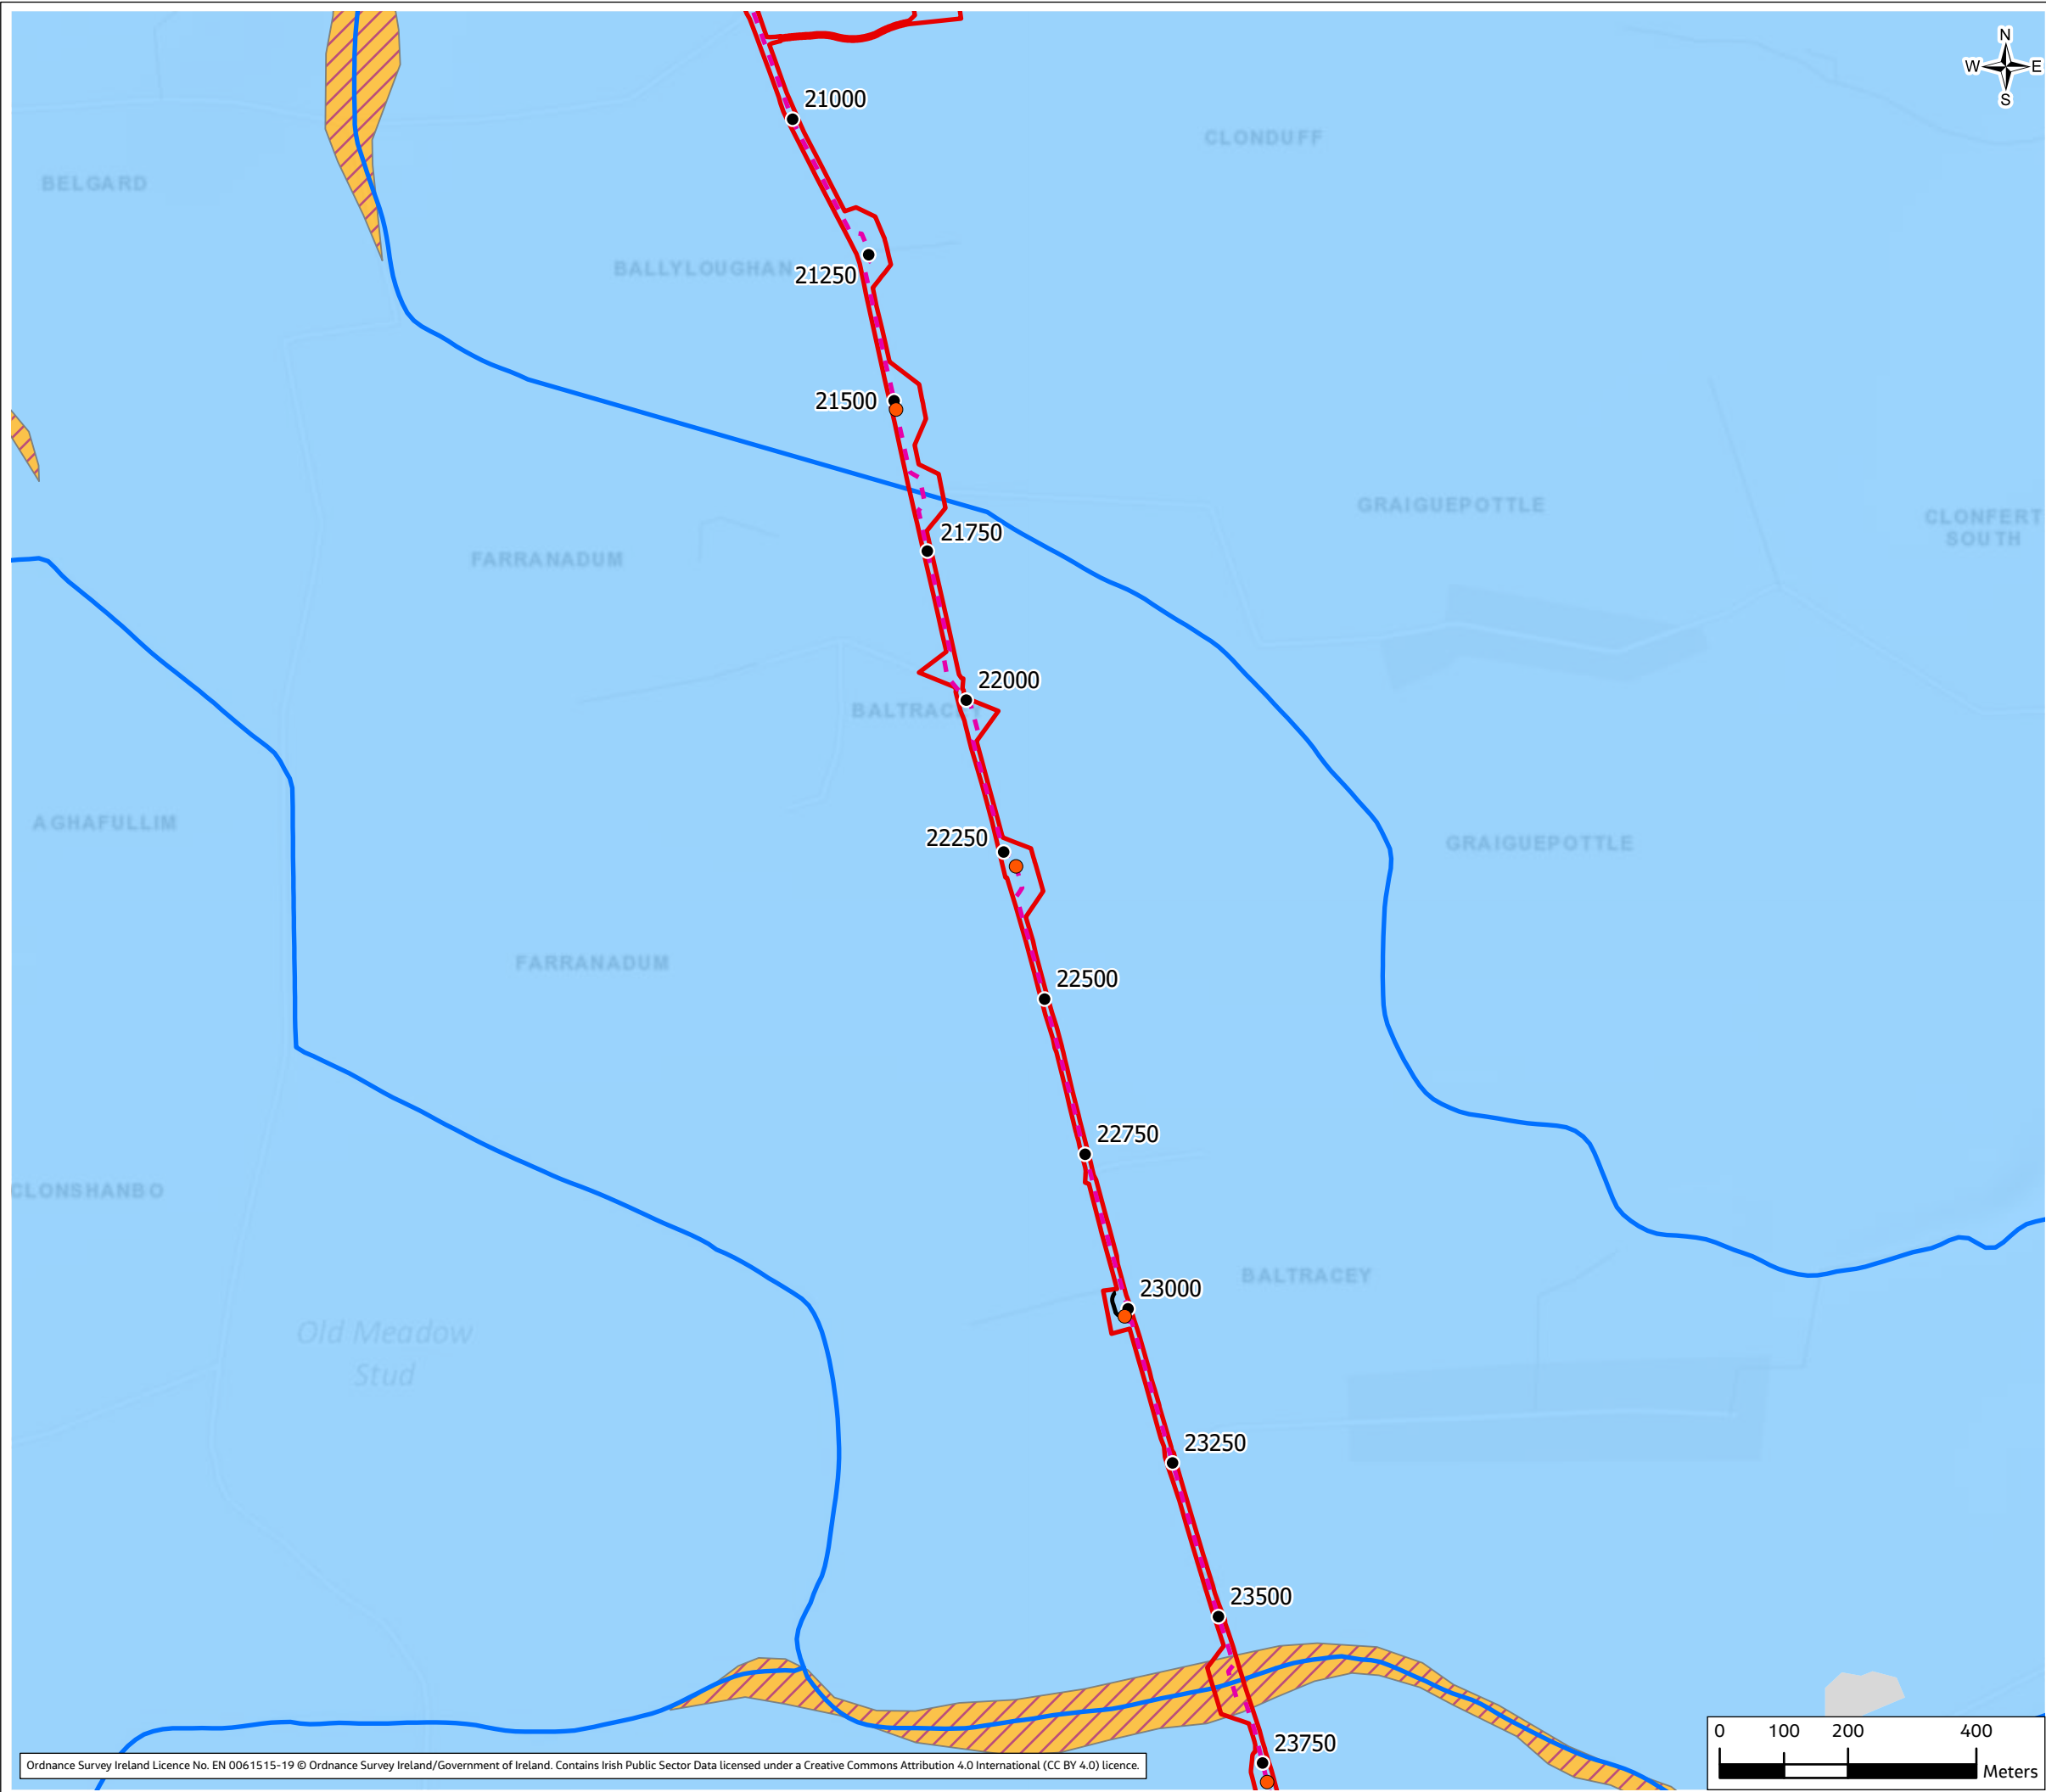 N
W E
S
21000
CLONDUFF
BELGARD
BALLYLOUGHAN
21250
21500
GRAIGUEPOTTLE
CLONFERT
SOUTH
21750
FARRANADUM
22000
BALTRACEY
AGHAFULLIM
22250
GRAIGUEPOTTLE
FARRANADUM
22500
22750
CLONSHANBO
BALTRACEY
23000
Old Meadow
Stud
23250
23500
0 100 200 400
23750
Meters
Ordnance Survey Ireland Licence No. EN 0061515-19 © Ordnance Survey Ireland/Government of Ireland. Contains Irish Public Sector Data licensed under a Creative Commons Attribution 4.0 International (CC BY 4.0) licence.